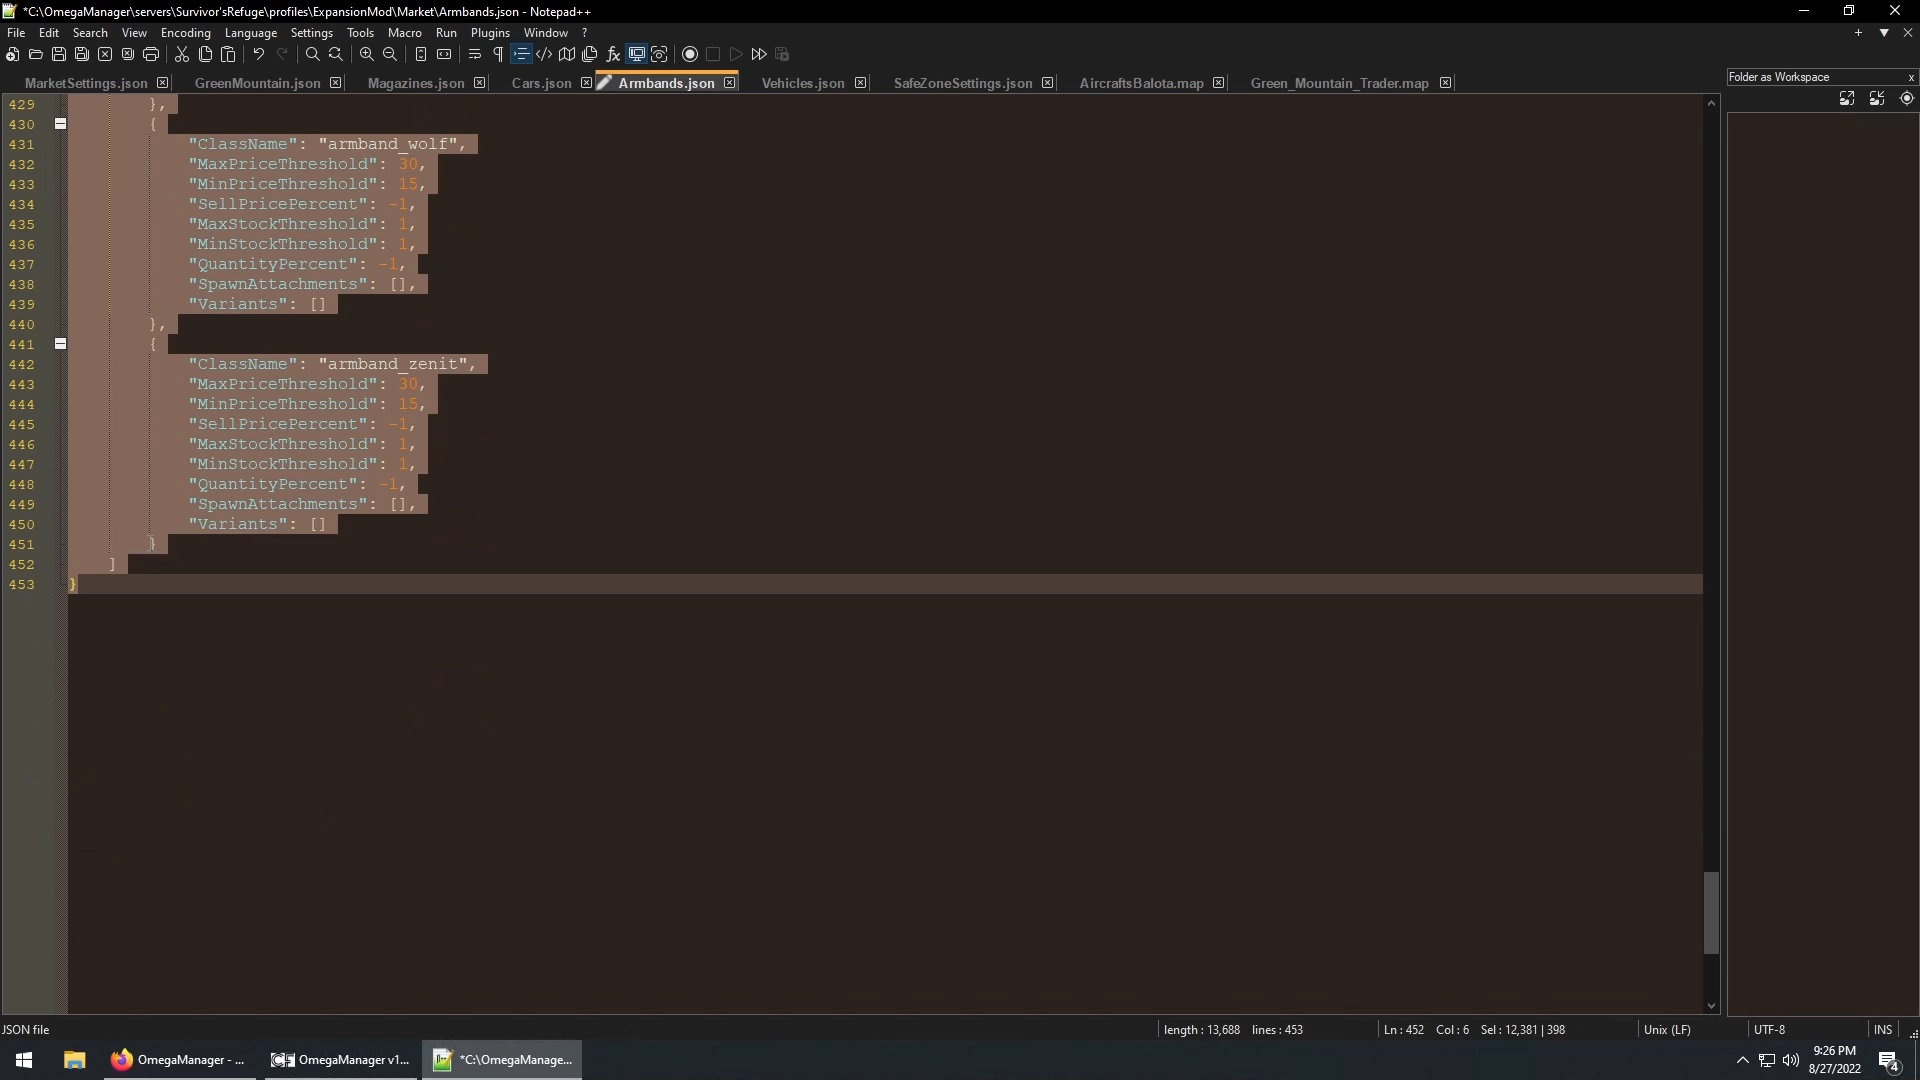 *C:\OmegaManager\servers\Survivor'sRefuge\profiles\ExpansionMod\Market\Armbands.json - Notepad++
File Edit Search View Encoding Language Settings Tools Macro Run Plugins Window ?
MarketSettings.json GreenMountain.json Magazines.json Cars.json Armbands.json Vehicles.json SafeZoneSettings.json AircraftsBalota.map Green_Mountain_Trader.map
Folder as Workspace
429 },
430 {
431 "ClassName": "armband_wolf",
432 "MaxPriceThreshold": 30,
433 "MinPriceThreshold": 15,
434 "SellPricePercent": -1,
435 "MaxStockThreshold": 1,
436 "MinStockThreshold": 1,
437 "QuantityPercent": -1,
438 "SpawnAttachments": [],
439 "Variants": []
440 },
441 {
442 "ClassName": "armband_zenit",
443 "MaxPriceThreshold": 30,
444 "MinPriceThreshold": 15,
445 "SellPricePercent": -1,
446 "MaxStockThreshold": 1,
447 "MinStockThreshold": 1,
448 "QuantityPercent": -1,
449 "SpawnAttachments": [],
450 "Variants": []
451 }
452 ]
453 }
JSON file length : 13,688 lines : 453 Ln : 452 Col : 6 Sel : 12,381 | 398 Unix (LF) UTF-8 INS
OmegaManager - ... OmegaManager v1... *C:\OmegaManage... 9:26 PM
8/27/2022
4